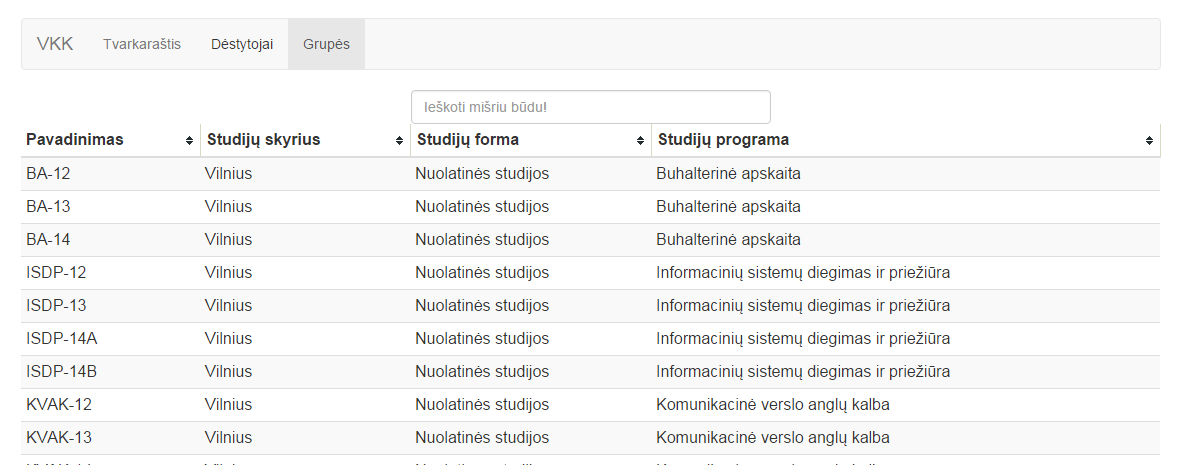 VKK Tvarkaraštis Dėstytojai Grupės
Ieškoti mišriu būdu!
Pavadinimas Studijų skyrius Studijų forma Studijų programa
BA-12 Vilnius Nuolatinės studijos Buhalterinė apskaita
BA-13 Vilnius Nuolatinės studijos Buhalterinė apskaita
BA-14 Vilnius Nuolatinės studijos Buhalterinė apskaita
ISDP-12 Vilnius Nuolatinės studijos Informacinių sistemų diegimas ir priežiūra
ISDP-13 Vilnius Nuolatinės studijos Informacinių sistemų diegimas ir priežiūra
ISDP-14A Vilnius Nuolatinės studijos Informacinių sistemų diegimas ir priežiūra
ISDP-14B Vilnius Nuolatinės studijos Informacinių sistemų diegimas ir priežiūra
KVAK-12 Vilnius Nuolatinės studijos Komunikacinė verslo anglų kalba
KVAK-13 Vilnius Nuolatinės studijos Komunikacinė verslo anglų kalba